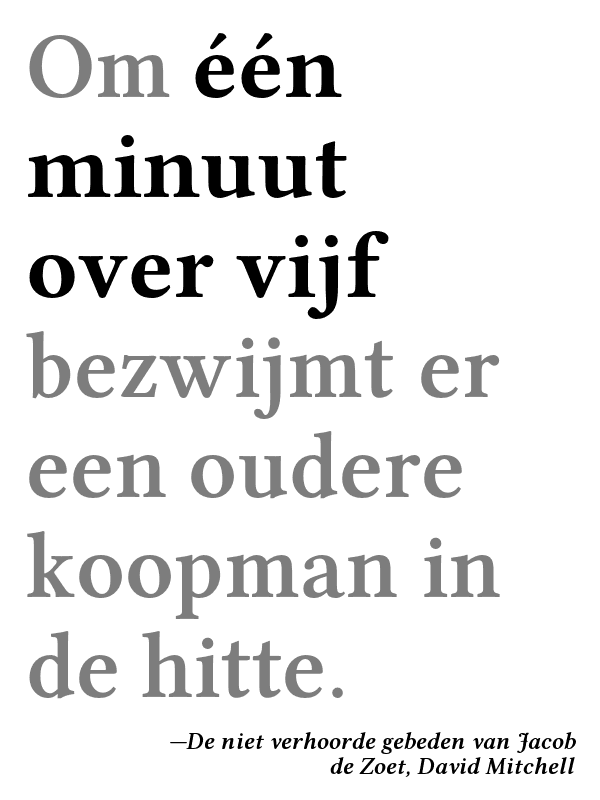 Om één
minuut
over vijf
bezwijmt er
een oudere
koopman in
de hitte.
—De niet verhoorde gebeden van Jacob
de Zoet, David Mitchell